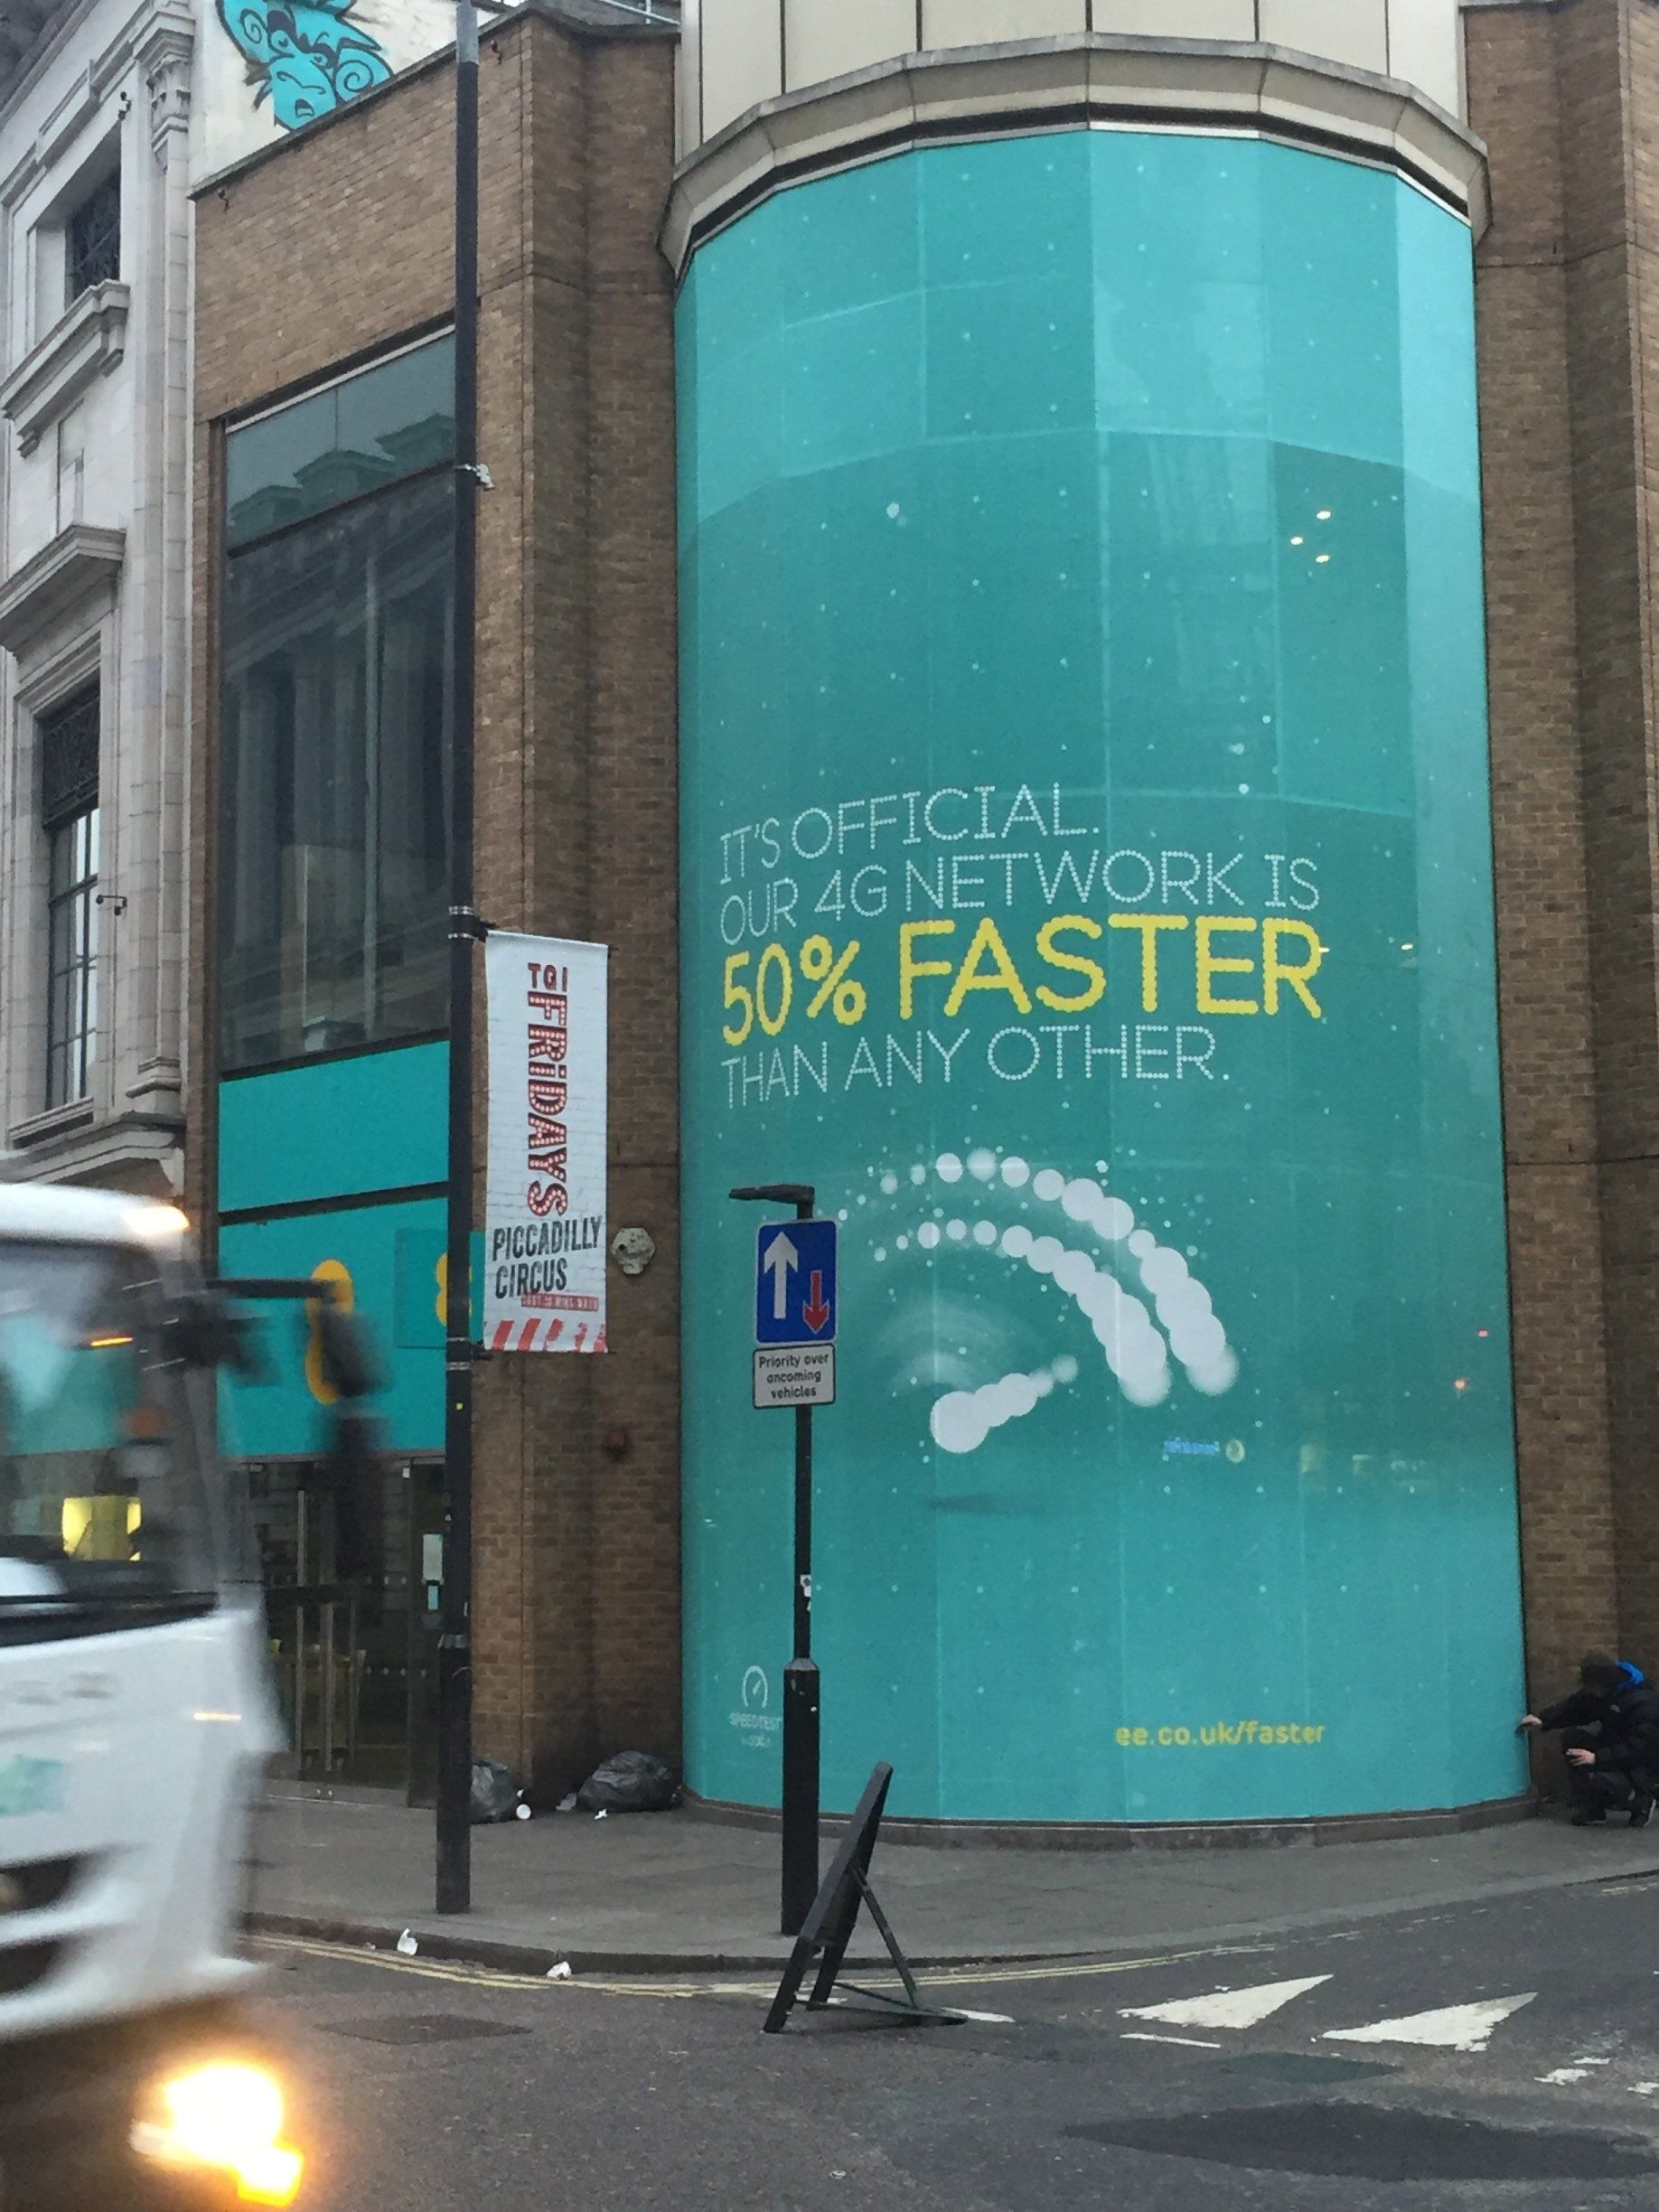 IT'S OFFICIAL.
OUR 4G NETWORK IS
50% FASTER
THAN ANY OTHER.
TGI
FRIDAYS
PICCADILLY
CIRCUS
Priority over
oncoming
vehicles
SPEEDTEST
ee.co.uk/faster